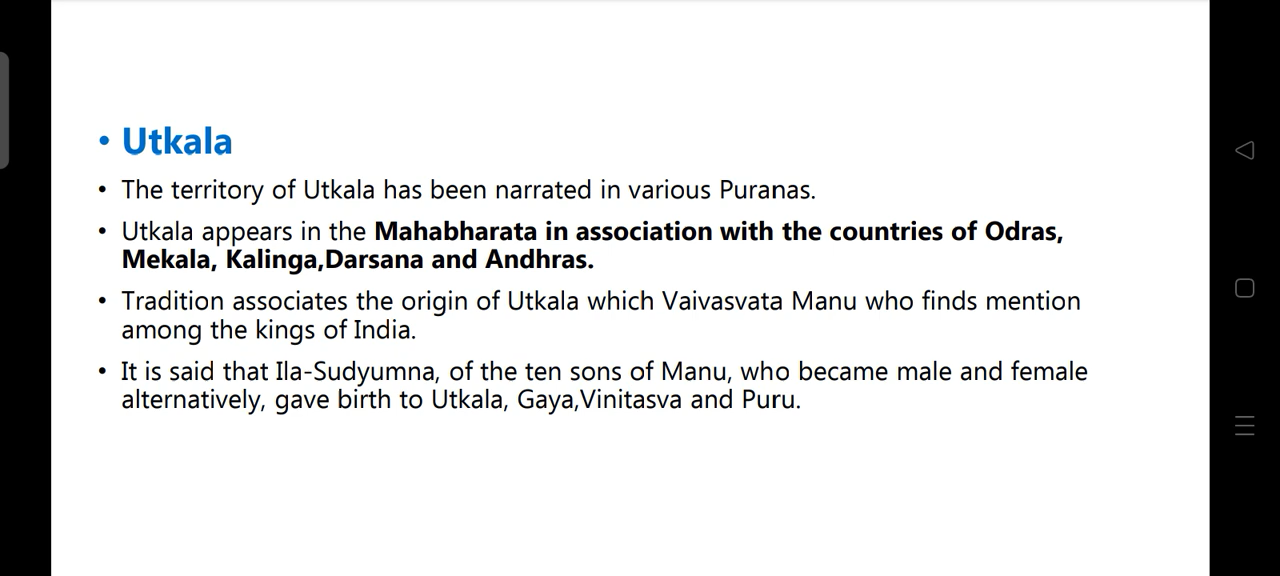 • Utkala
• The territory of Utkala has been narrated in various Puranas.
• Utkala appears in the Mahabharata in association with the countries of Odras,
Mekala, Kalinga,Darsana and Andhras.
• Tradition associates the origin of Utkala which Vaivasvata Manu who finds mention
among the kings of India.
• It is said that Ila-Sudyumna, of the ten sons of Manu, who became male and female
alternatively, gave birth to Utkala, Gaya,Vinitasva and Puru.